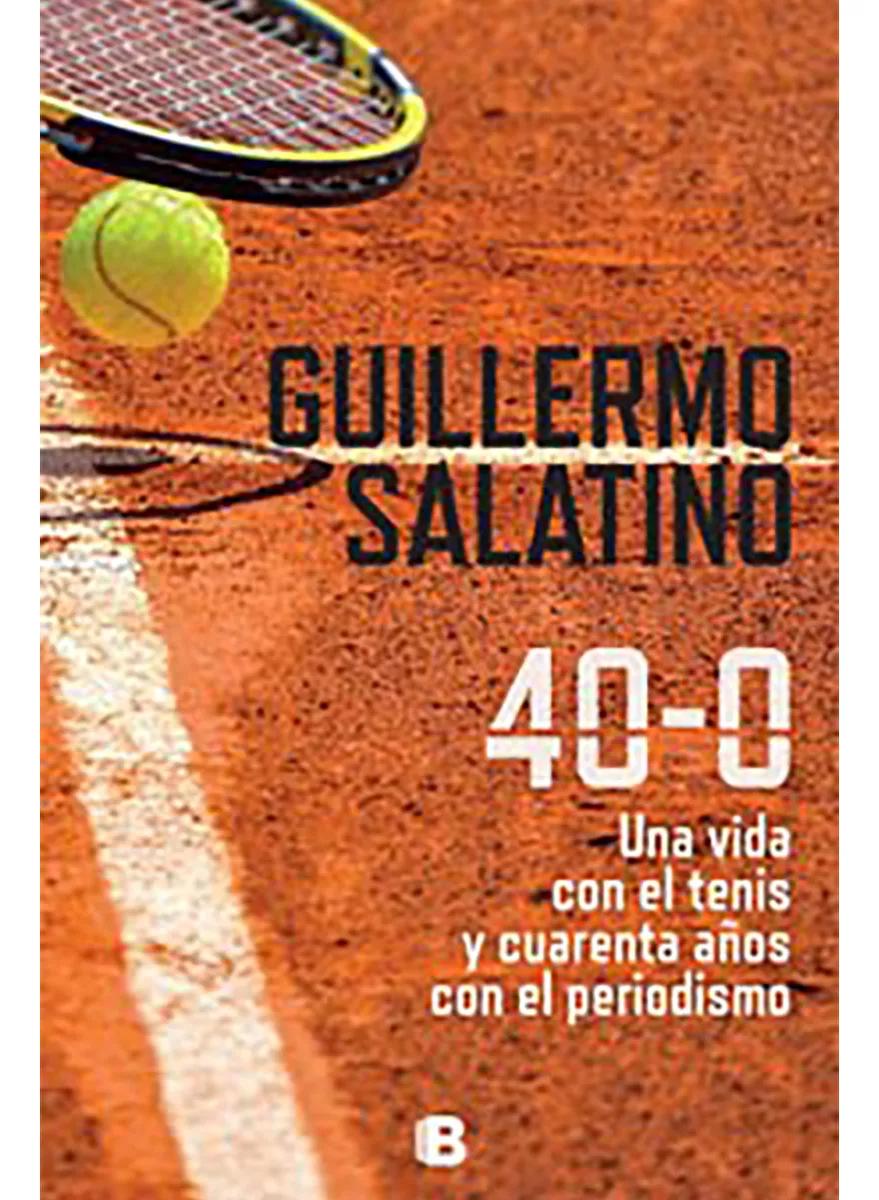 GUILLERMO
SALATINO
40-0
Una vida
con el tenis
y cuarenta años
con el periodismo
B